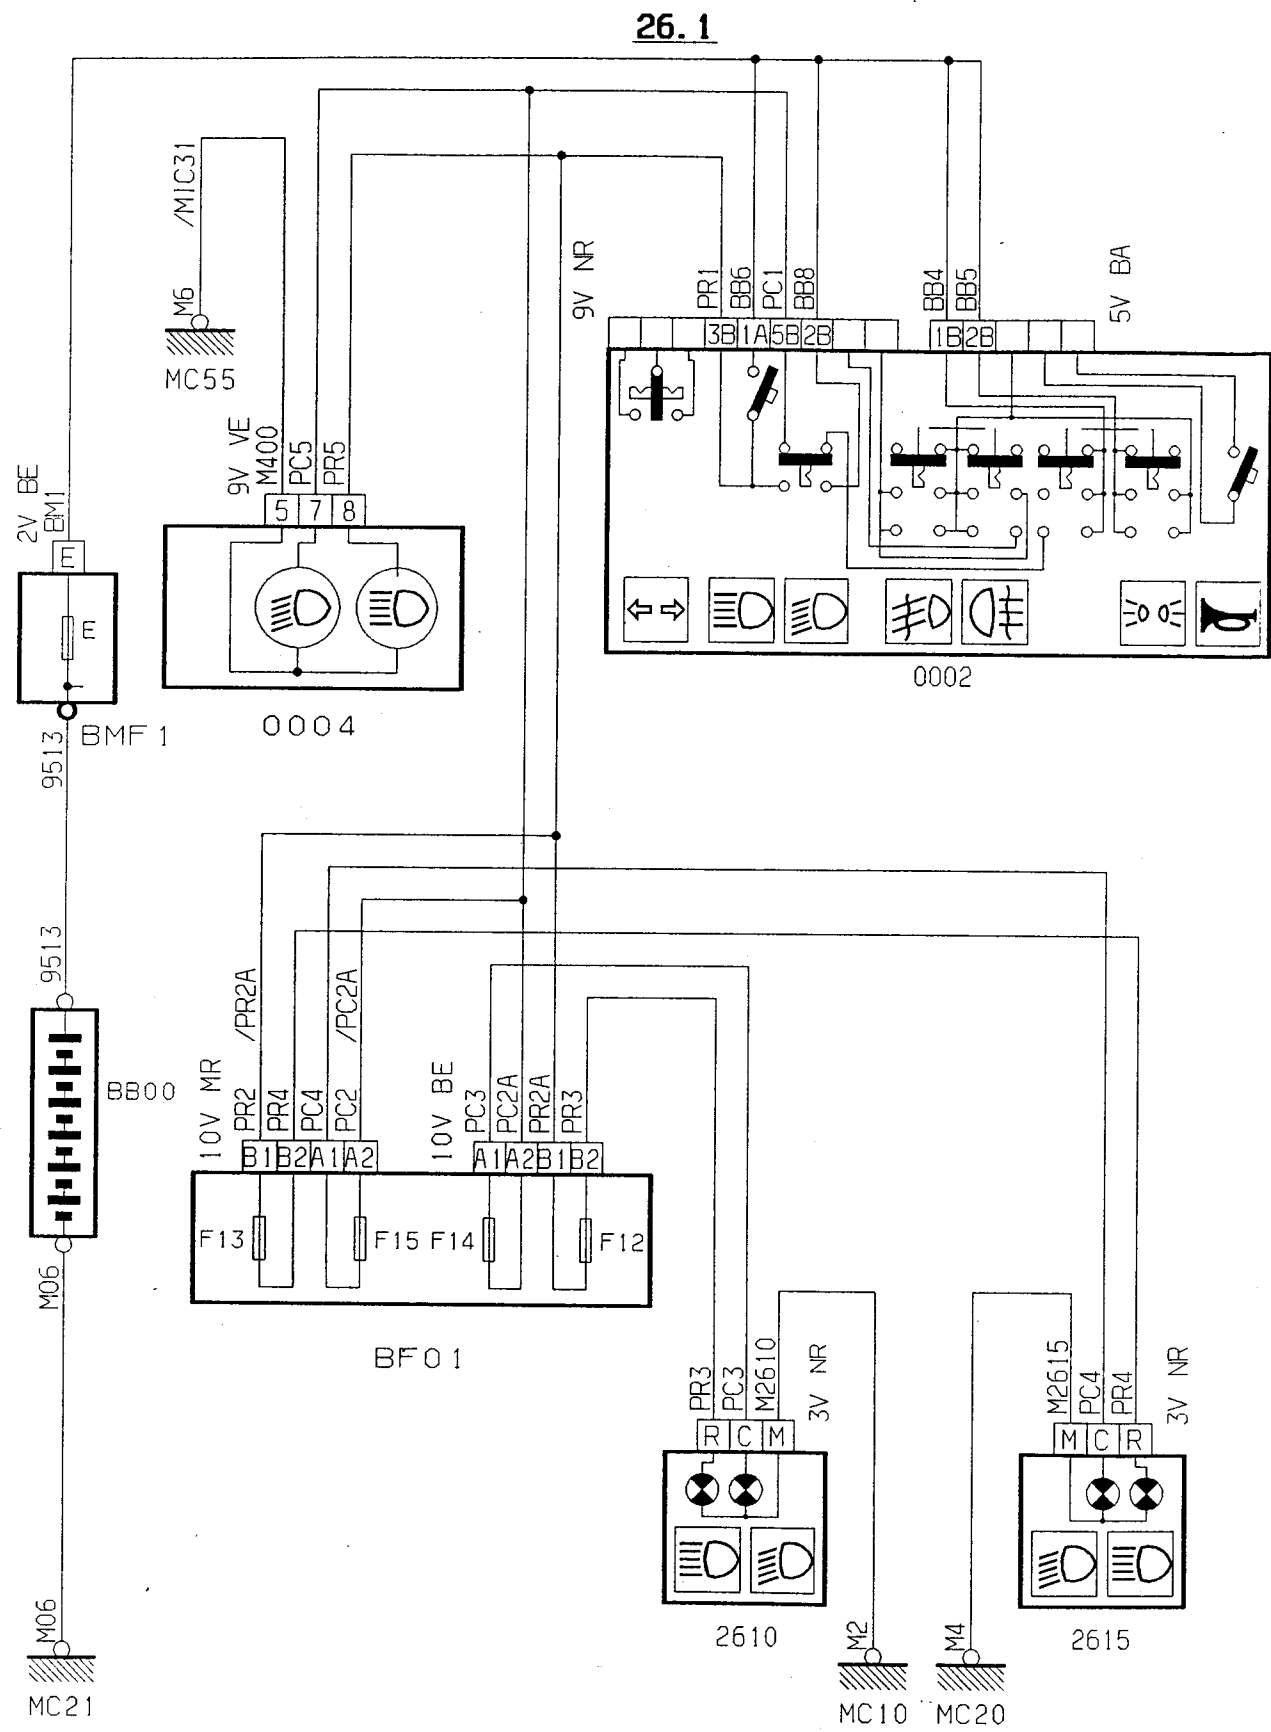 26.1
/MIC31
M6
MC55
9V NR
PR1
BB6
PC1
BB8
BB4
BB5
5V BA
3B 1A 5B 2B
1B 2B
9V VE
M400
PC5
PR5
5 7 8
2V BE
BM1
E
E
BMF1
0004
0002
9513
9513
BB00
/PR2A
/PC2A
10V MR
PR2
PR4
PC4
PC2
10V BE
PC3
PC2A
PR2A
PR3
B1 B2 A1 A2
A1 A2 B1 B2
F13
F15
F14
F12
BF01
M06
M06
MC21
PR3
PC3
M2610
3V NR
R C M
2610
M2
MC10
M2615
PC4
PR4
3V NR
M C R
2615
M4
MC20